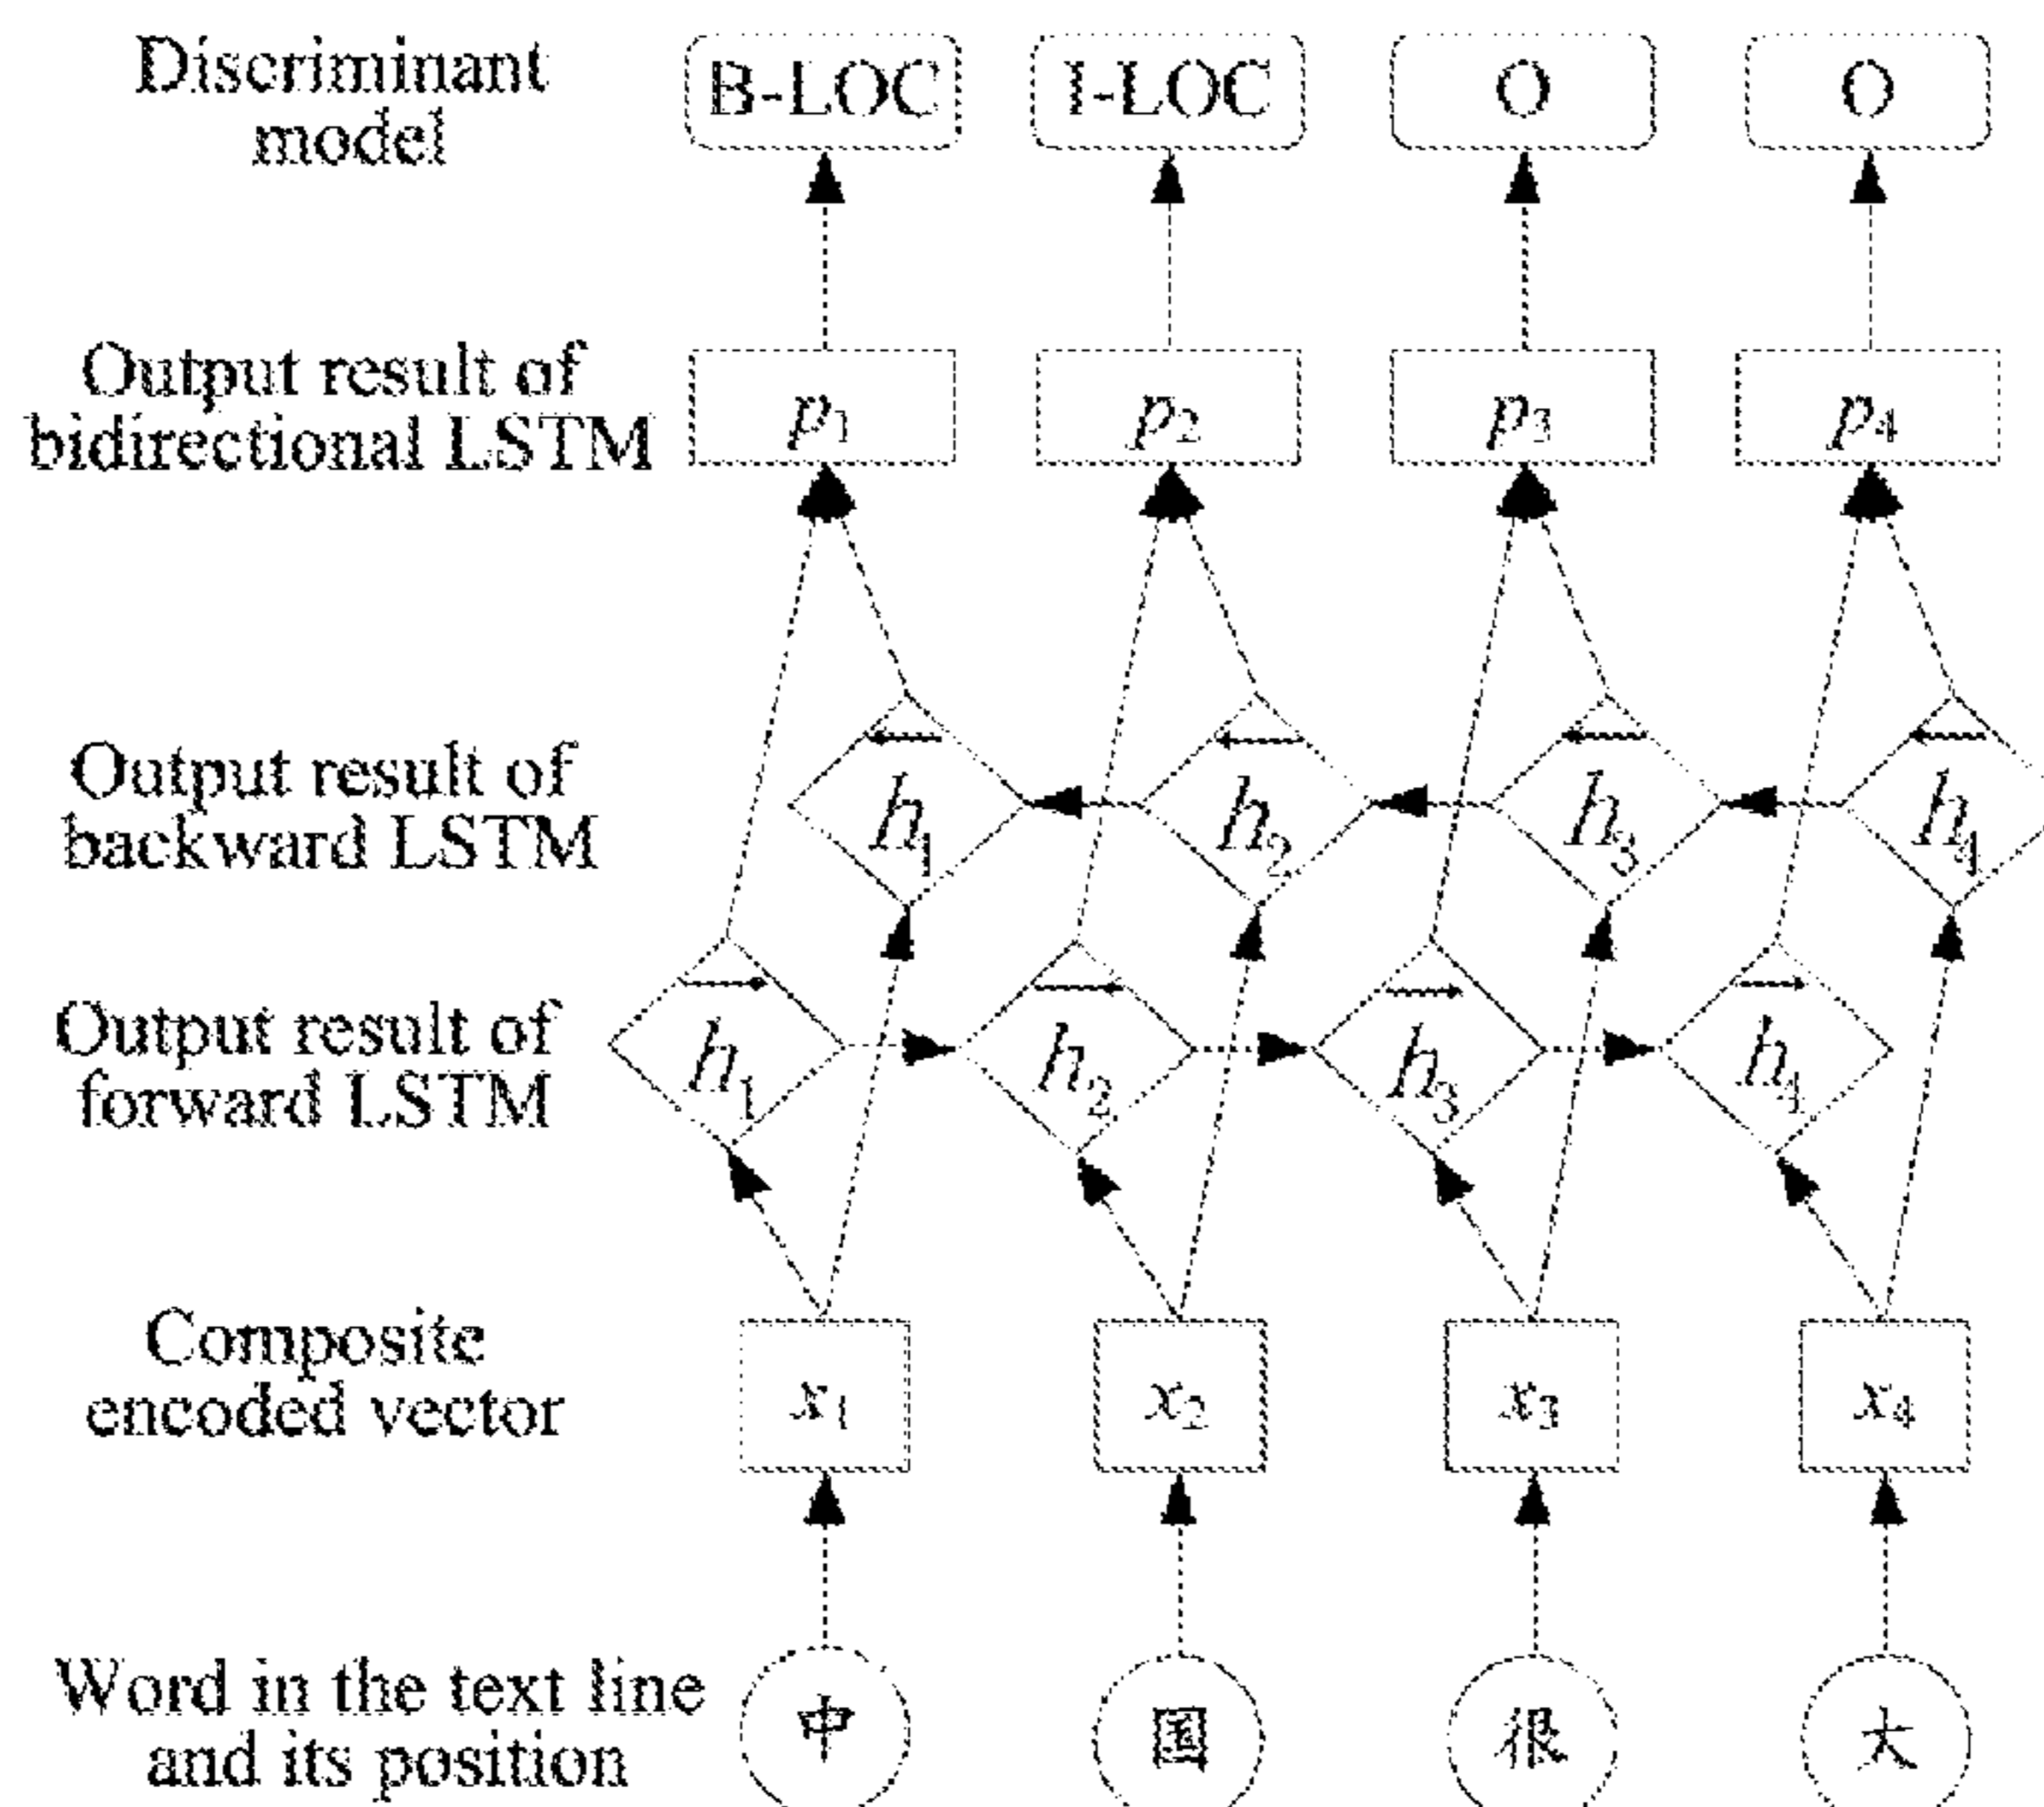 Discriminant
model
B-LOC I-LOC O O
Output result of
bidirectional LSTM
p1 p2 p3 p4
Output result of
backward LSTM
h1 h2 h3 h4
Output result of
forward LSTM
h1 h2 h3 h4
Composite
encoded vector
x1 x2 x3 x4
Word in the text line
and its position
中 国 很 大